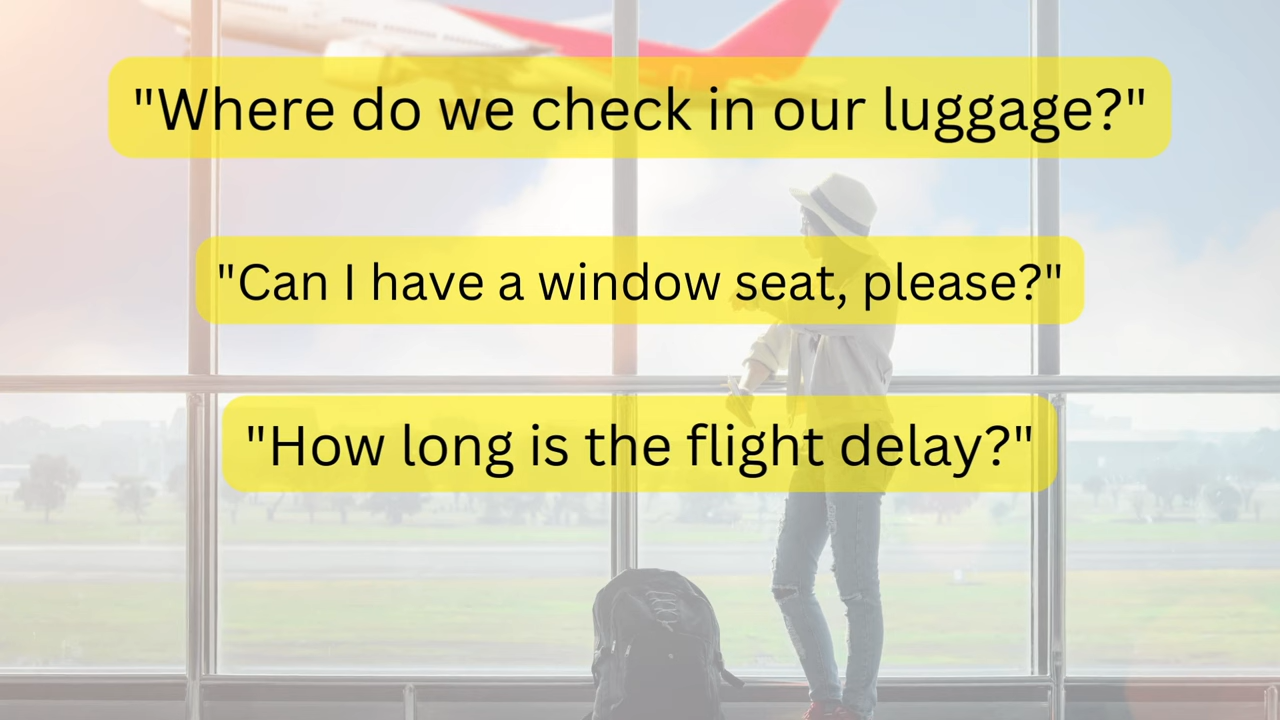 "Where do we check in our luggage?"
"Can I have a window seat, please?"
"How long is the flight delay?"